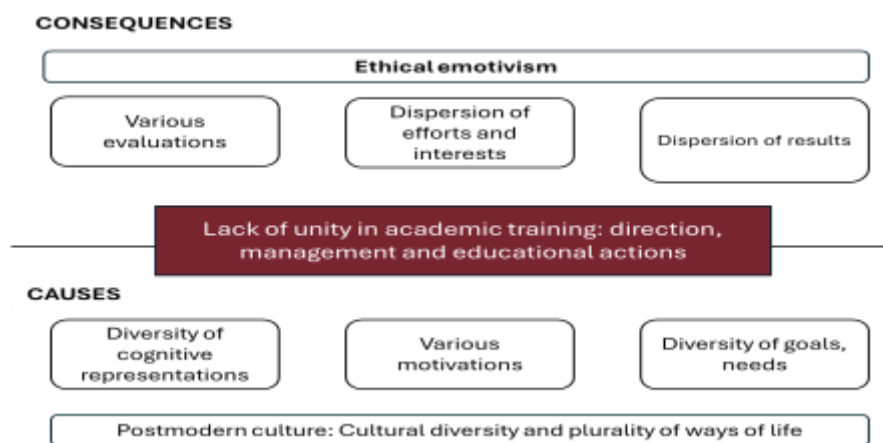 CONSEQUENCES
Ethical emotivism
Various
evaluations
Dispersion of
efforts and
interests
Dispersion of results
Lack of unity in academic training: direction,
management and educational actions
CAUSES
Diversity of
cognitive
representations
Various
motivations
Diversity of goals,
needs
Postmodern culture: Cultural diversity and plurality of ways of life